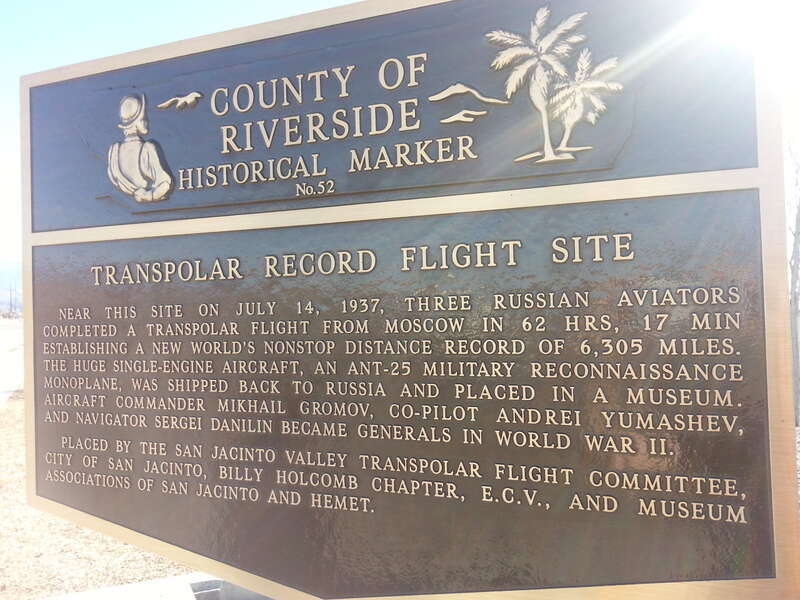 COUNTY OF
RIVERSIDE
HISTORICAL MARKER
No.52
TRANSPOLAR RECORD FLIGHT SITE
NEAR THIS SITE ON JULY 14, 1937, THREE RUSSIAN AVIATORS
COMPLETED A TRANSPOLAR FLIGHT FROM MOSCOW IN 62 HRS, 17 MIN
ESTABLISHING A NEW WORLD'S NONSTOP DISTANCE RECORD OF 6,305 MILES.
THE HUGE SINGLE-ENGINE AIRCRAFT, AN ANT-25 MILITARY RECONNAISSANCE
MONOPLANE, WAS SHIPPED BACK TO RUSSIA AND PLACED IN A MUSEUM.
AIRCRAFT COMMANDER MIKHAIL GROMOV, CO-PILOT ANDREI YUMASHEV,
AND NAVIGATOR SERGEI DANILIN BECAME GENERALS IN WORLD WAR II.
PLACED BY THE SAN JACINTO VALLEY TRANSPOLAR FLIGHT COMMITTEE,
CITY OF SAN JACINTO, BILLY HOLCOMB CHAPTER, E.C.V., AND MUSEUM
ASSOCIATIONS OF SAN JACINTO AND HEMET.